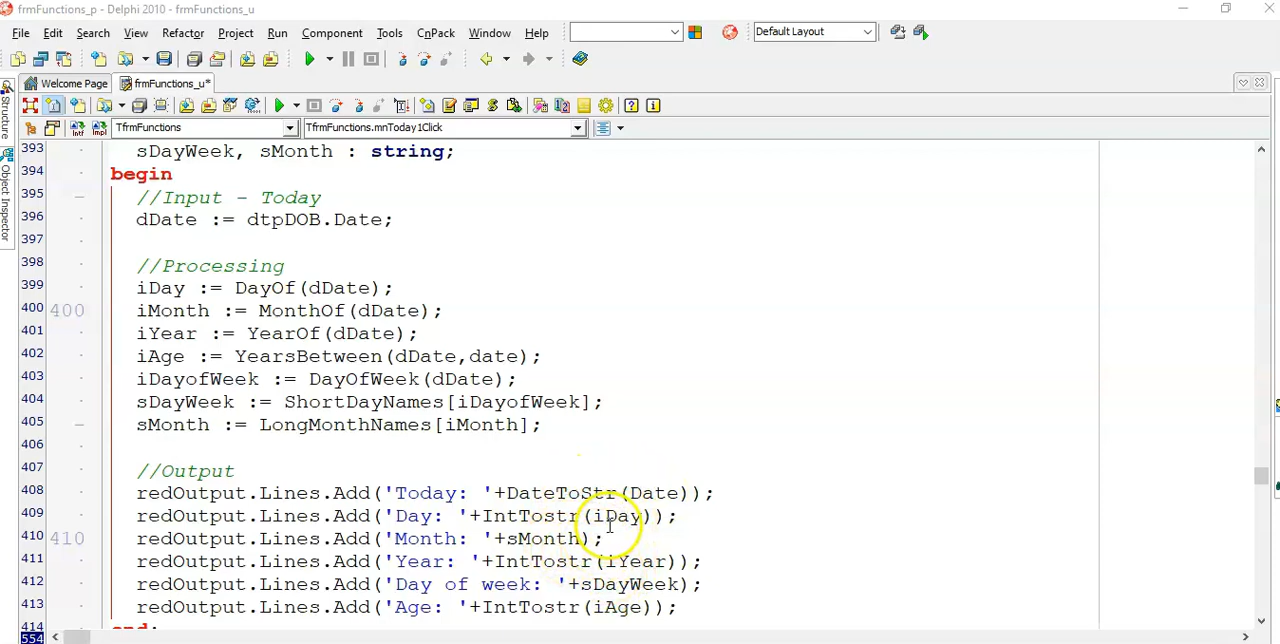 frmFunctions_p - Delphi 2010 - frmFunctions_u
File Edit Search View Refactor Project Run Component Tools CnPack Window Help Default Layout
Welcome Page frmFunctions_u*
TfrmFunctions TfrmFunctions.mnToday1Click
Structure
Object Inspector
393 sDayWeek, sMonth : string;
394 begin
395 //Input - Today
396 dDate := dtpDOB.Date;
397
398 //Processing
399 iDay := DayOf(dDate);
400 400 iMonth := MonthOf(dDate);
401 iYear := YearOf(dDate);
402 iAge := YearsBetween(dDate,date);
403 iDayofWeek := DayOfWeek(dDate);
404 sDayWeek := ShortDayNames[iDayofWeek];
405 sMonth := LongMonthNames[iMonth];
406
407 //Output
408 redOutput.Lines.Add('Today: '+DateToStr(Date));
409 redOutput.Lines.Add('Day: '+IntTostr(iDay));
410 410 redOutput.Lines.Add('Month: '+sMonth);
411 redOutput.Lines.Add('Year: '+IntTostr(iYear));
412 redOutput.Lines.Add('Day of week: '+sDayWeek);
413 redOutput.Lines.Add('Age: '+IntTostr(iAge));
414 end;
554